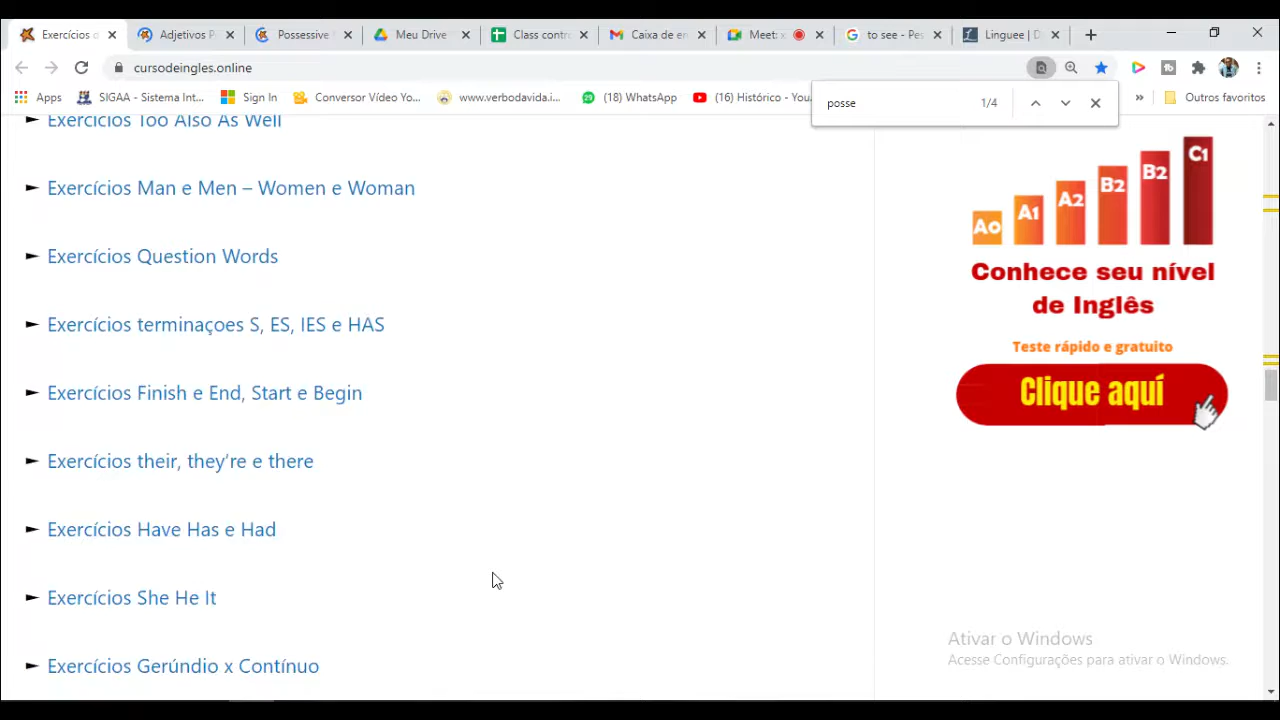 Exercícios o
Adjetivos P
Possessive
Meu Drive
Class contro
Caixa de en
Meet: x
to see - Pes
Linguee | D
cursodeingles.online
Apps
SIGAA - Sistema Int...
Sign In
Conversor Vídeo Yo...
www.verbodavida.i...
29
(18) WhatsApp
(16) Histórico - You...
»
Outros favoritos
posse
1/4
Exercícios Too Also As Well
► Exercícios Man e Men – Women e Woman
► Exercícios Question Words
► Exercícios terminaçoes S, ES, IES e HAS
► Exercícios Finish e End, Start e Begin
► Exercícios their, they're e there
► Exercícios Have Has e Had
► Exercícios She He It
► Exercícios Gerúndio x Contínuo
A0 A1 A2 B2 B2 C1
Conhece seu nível
de Inglês
Teste rápido e gratuito
Clique aquí
Ativar o Windows
Acesse Configurações para ativar o Windows.